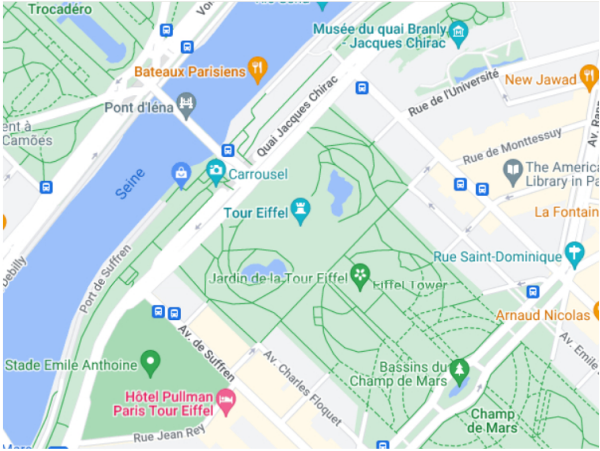 Trocadéro
Musée du quai Branly
Jacques Chirac
Bateaux Parisiens
New Jawad
Pont d'Iéna
Rue de l'Université
Quai Jacques Chirac
Camões
Rue de Monttessuy
Carrousel
The America
Library in Pa
Seine
Tour Eiffel
La Fontain
Rue Saint-Dominique
Jardin de la Tour Eiffel
Eiffel Tower
Debilly
Port de Suffren
Arnaud Nicolas
Av. Emile
Av. de Suffren
Stade Emile Anthoine
Av. Charles Floquet
Bassins du
Champ de Mars
Hôtel Pullman
Paris Tour Eiffel
Champ
de Mars
Rue Jean Rey